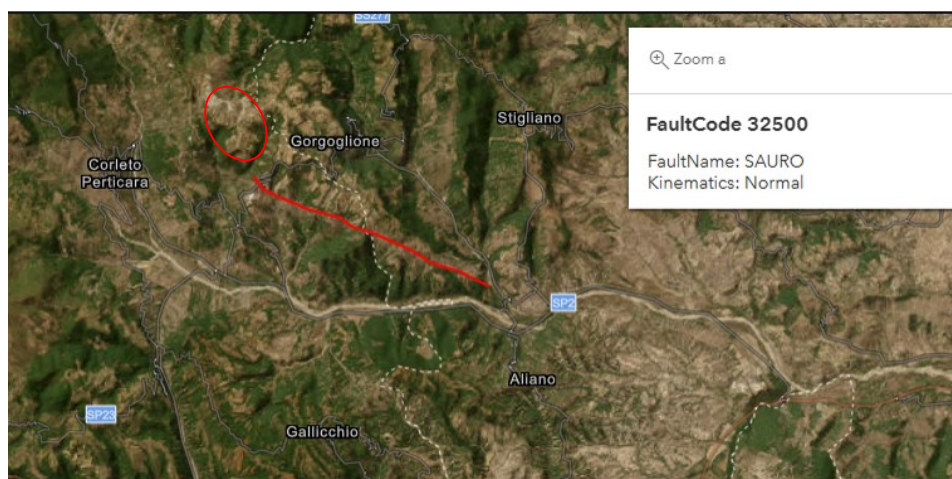 SS277
Zoom a
FaultCode 32500
FaultName: SAURO
Kinematics: Normal
Stigliano
Gorgoglione
Corleto
Perticara
SP2
Aliano
SP23
Gallicchio